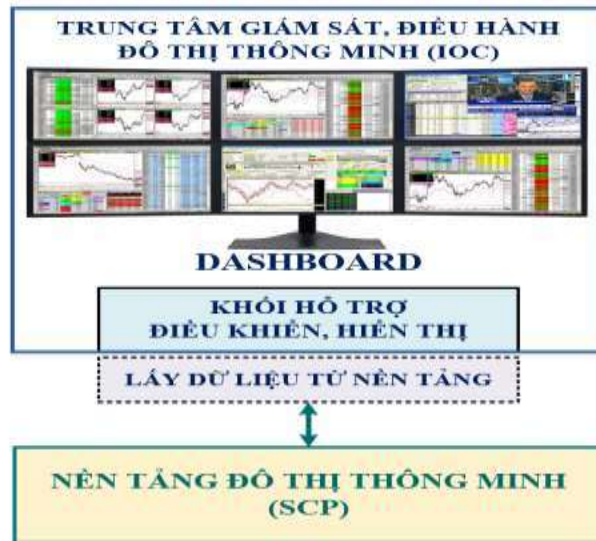 TRUNG TÂM GIÁM SÁT, ĐIỀU HÀNH
ĐÔ THỊ THÔNG MINH (IOC)
DASHBOARD
KHỐI HỖ TRỢ
ĐIỀU KHIỂN, HIỂN THỊ
LẤY DỮ LIỆU TỪ NỀN TẢNG
NỀN TẢNG ĐÔ THỊ THÔNG MINH
(SCP)